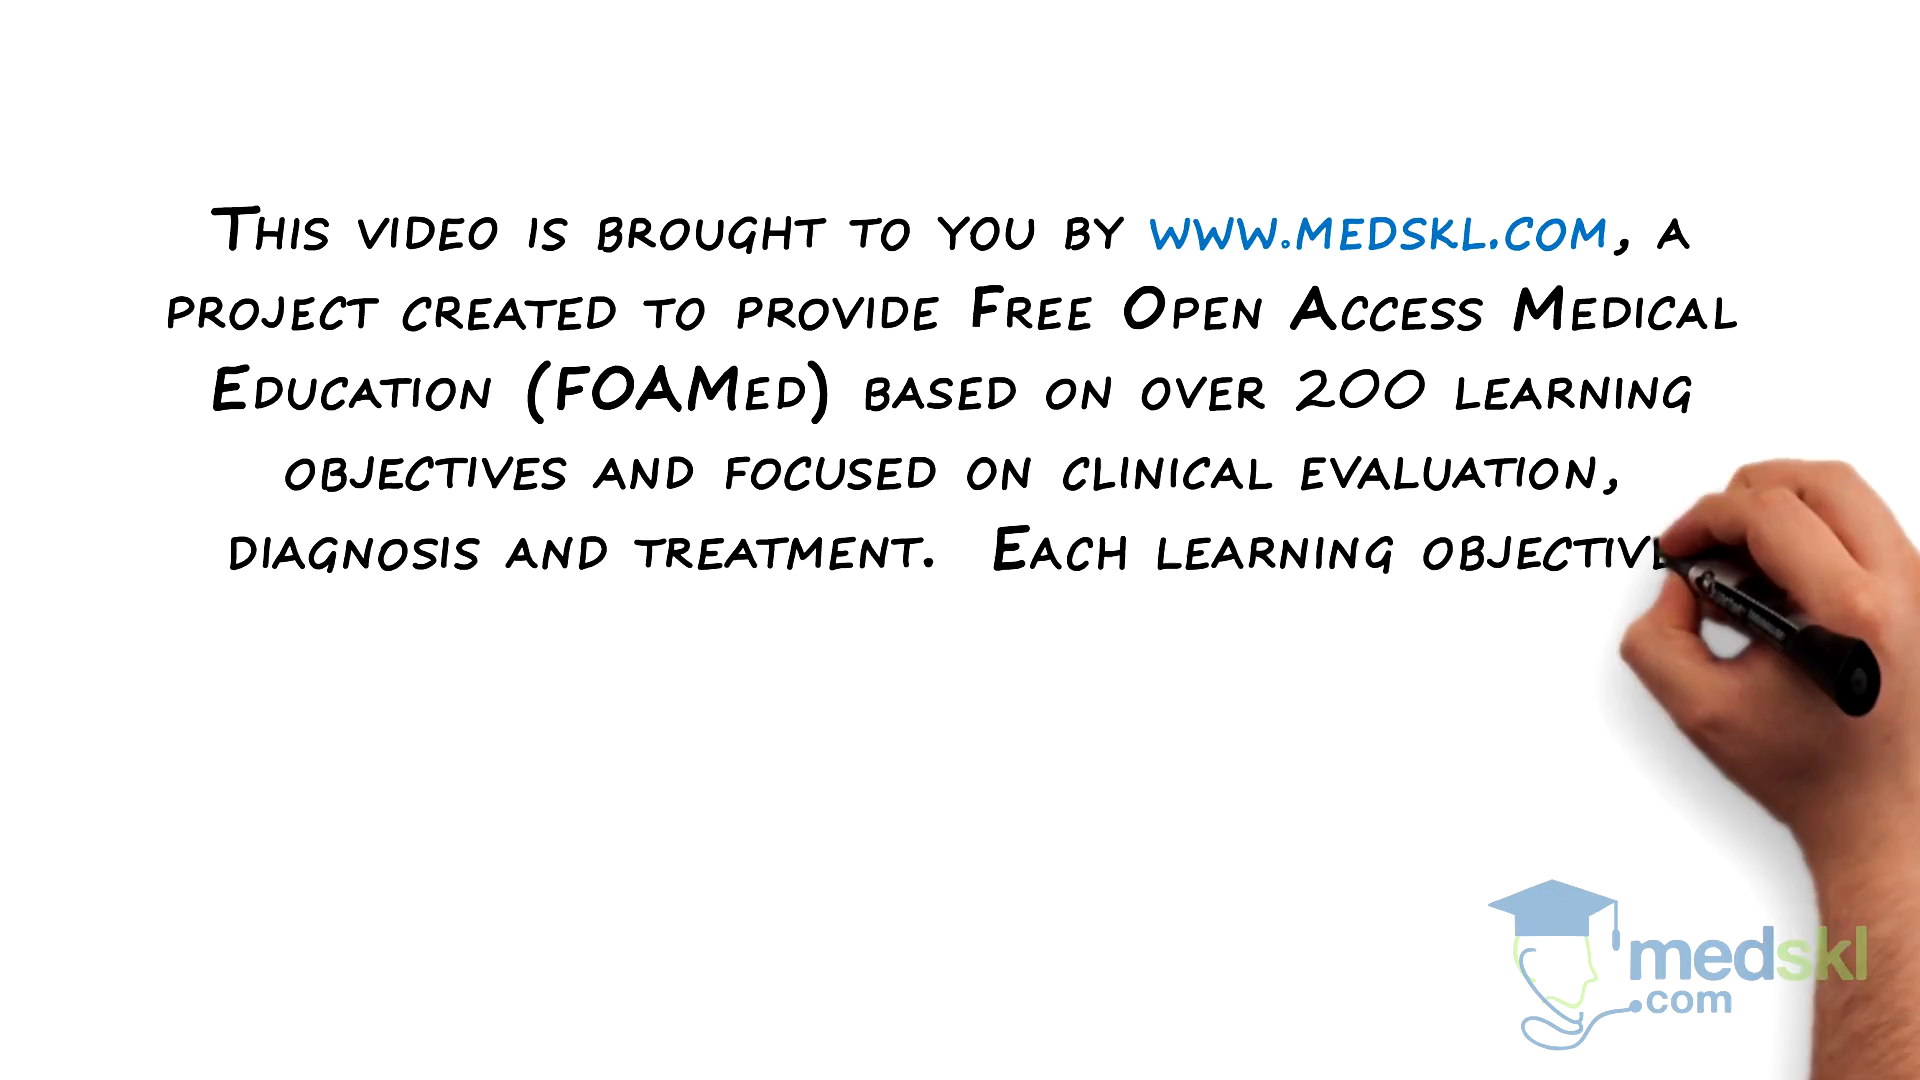 This video is brought to you by www.medskl.com, a
project created to provide Free Open Access Medical
Education (FOAMed) based on over 200 learning
objectives and focused on clinical evaluation,
diagnosis and treatment. Each learning objective
medskl
.com